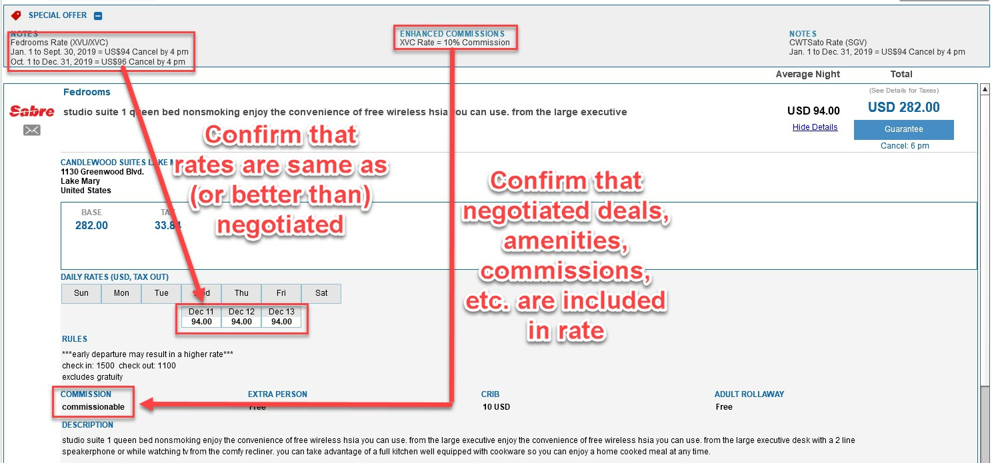 SPECIAL OFFER
NOTES
Fedrooms Rate (XVU/XVC)
Jan. 1 to Sept. 30, 2019 = US$94 Cancel by 4 pm
Oct. 1 to Dec. 31, 2019 = US$96 Cancel by 4 pm
ENHANCED COMMISSIONS
XVC Rate = 10% Commission
NOTES
CWTSato Rate (SGV)
Jan. 1 to Dec. 31, 2019 = US$94 Cancel by 4 pm
Average Night Total
Fedrooms
(See Details for Taxes)
Sabre
studio suite 1 queen bed nonsmoking enjoy the convenience of free wireless hsia you can use. from the large executive
USD 94.00
USD 282.00
Hide Details
Guarantee
Cancel: 6 pm
Confirm that
rates are same as
(or better than)
negotiated
Confirm that
negotiated deals,
amenities,
commissions,
etc. are included
in rate
CANDLEWOOD SUITES
1130 Greenwood Blvd.
Lake Mary
United States
BASE TAX
282.00 33.84
DAILY RATES (USD, TAX OUT)
Sun Mon Tue Wed Thu Fri Sat
Dec 11 Dec 12 Dec 13
94.00 94.00 94.00
RULES
***early departure may result in a higher rate***
check in: 1500 check out: 1100
excludes gratuity
COMMISSION EXTRA PERSON CRIB ADULT ROLLAWAY
commissionable Free 10 USD Free
DESCRIPTION
studio suite 1 queen bed nonsmoking enjoy the convenience of free wireless hsia you can use. from the large executive enjoy the convenience of free wireless hsia you can use. from the large executive desk with a 2 line
speakerphone or while watching tv from the comfy recliner. you can take advantage of a full kitchen well equipped with cookware so you can enjoy a home cooked meal at any time.